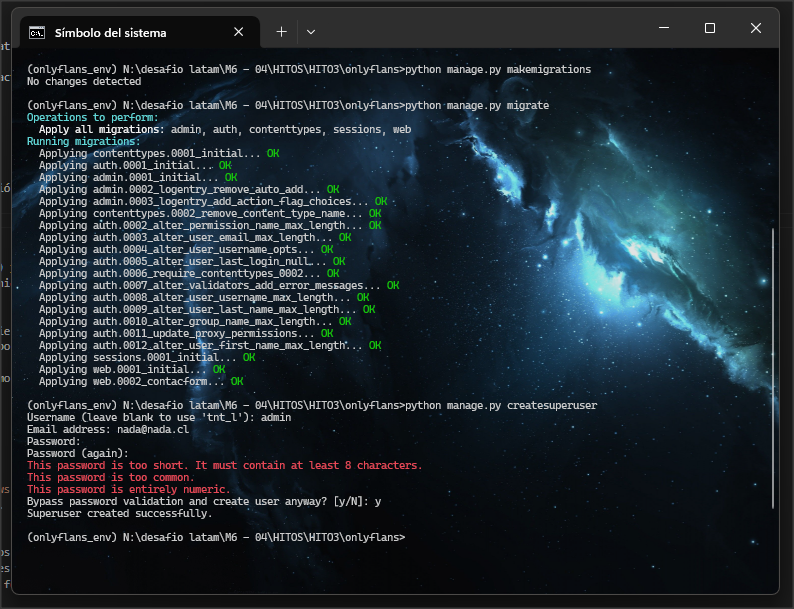 Símbolo del sistema
(onlyflans_env) N:\desafio latam\M6 - 04\HITOS\HITO3\onlyflans>python manage.py makemigrations
No changes detected
(onlyflans_env) N:\desafio latam\M6 - 04\HITOS\HITO3\onlyflans>python manage.py migrate
Operations to perform:
  Apply all migrations: admin, auth, contenttypes, sessions, web
Running migrations:
  Applying contenttypes.0001_initial... OK
  Applying auth.0001_initial... OK
  Applying admin.0001_initial... OK
  Applying admin.0002_logentry_remove_auto_add... OK
  Applying admin.0003_logentry_add_action_flag_choices... OK
  Applying contenttypes.0002_remove_content_type_name... OK
  Applying auth.0002_alter_permission_name_max_length... OK
  Applying auth.0003_alter_user_email_max_length... OK
  Applying auth.0004_alter_user_username_opts... OK
  Applying auth.0005_alter_user_last_login_null... OK
  Applying auth.0006_require_contenttypes_0002... OK
  Applying auth.0007_alter_validators_add_error_messages... OK
  Applying auth.0008_alter_user_username_max_length... OK
  Applying auth.0009_alter_user_last_name_max_length... OK
  Applying auth.0010_alter_group_name_max_length... OK
  Applying auth.0011_update_proxy_permissions... OK
  Applying auth.0012_alter_user_first_name_max_length... OK
  Applying sessions.0001_initial... OK
  Applying web.0001_initial... OK
  Applying web.0002_contacform... OK
(onlyflans_env) N:\desafio latam\M6 - 04\HITOS\HITO3\onlyflans>python manage.py createsuperuser
Username (leave blank to use 'tnt_l'): admin
Email address: nada@nada.cl
Password:
Password (again):
This password is too short. It must contain at least 8 characters.
This password is too common.
This password is entirely numeric.
Bypass password validation and create user anyway? [y/N]: y
Superuser created successfully.
(onlyflans_env) N:\desafio latam\M6 - 04\HITOS\HITO3\onlyflans>